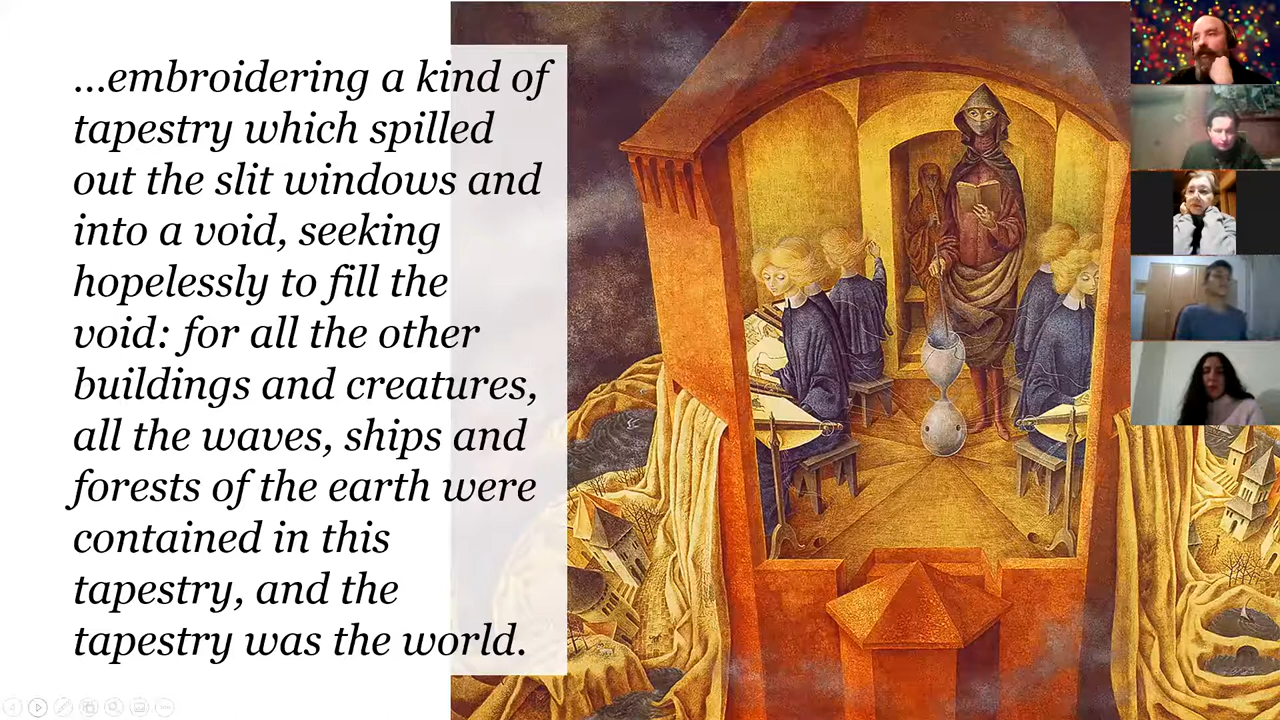 ...embroidering a kind of
tapestry which spilled
out the slit windows and
into a void, seeking
hopelessly to fill the
void: for all the other
buildings and creatures,
all the waves, ships and
forests of the earth were
contained in this
tapestry, and the
tapestry was the world.